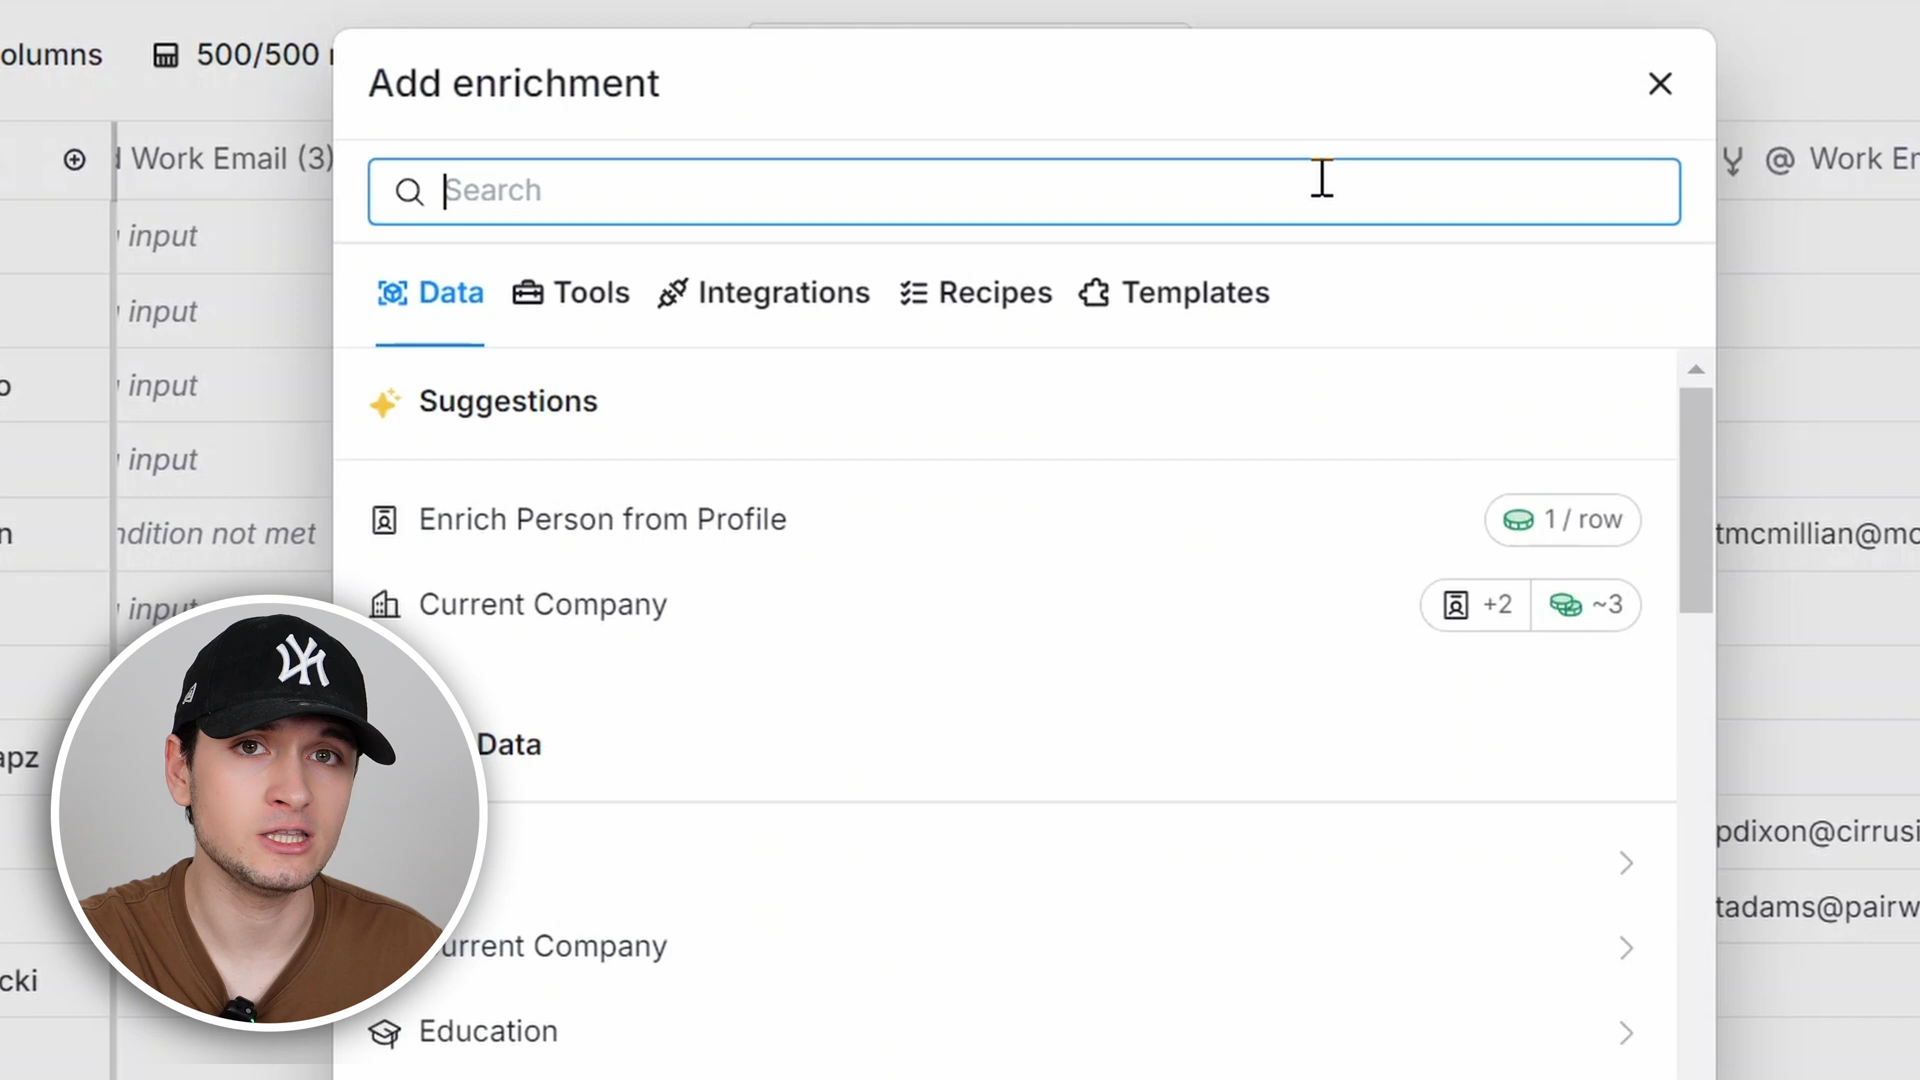 olumns 500/500
Add enrichment
Work Email (3)
Search
@ Work
input
Data Tools Integrations Recipes Templates
input
input
Suggestions
input
Enrich Person from Profile 1 / row
ndition not met
tmcmillian@mc
Current Company +2 ~3
input
NY
Data
apz
pdixon@cirrusi
tadams@pairw
urrent Company
cki
Education